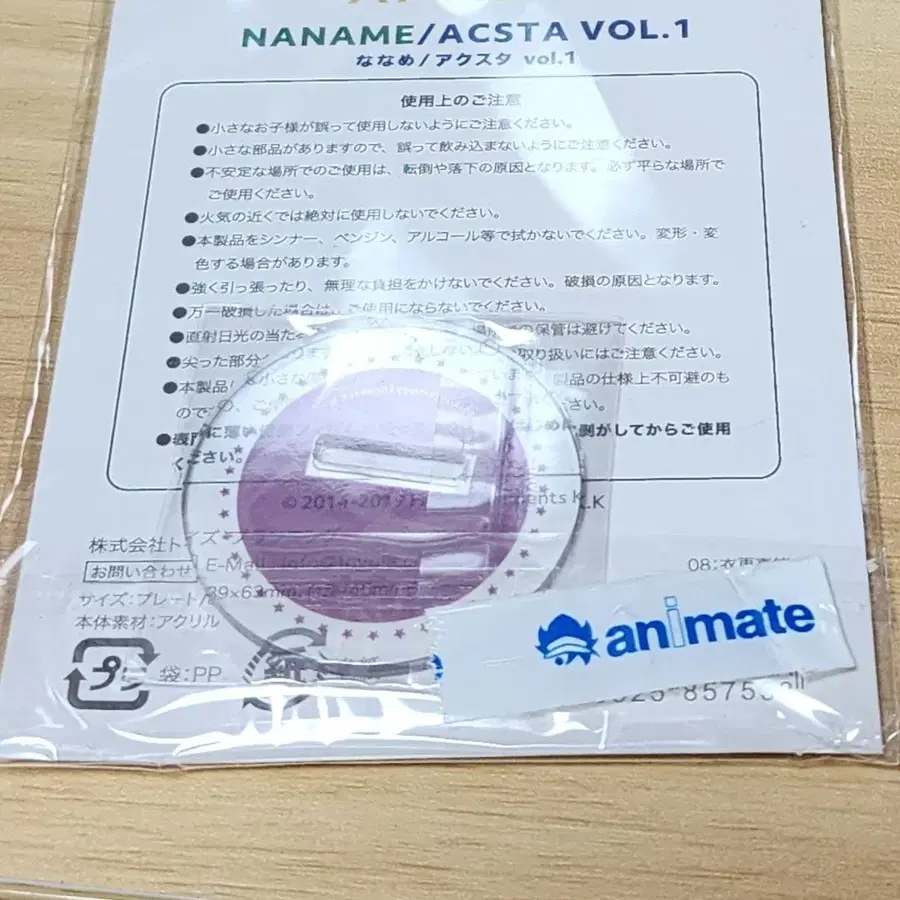 NANAME/ACSTA VOL.1
ななめ/アクスタ vol.1
使用上のご注意
●小さなお子様が誤って使用しないようにご注意ください。
●小さな部品がありますので、誤って飲み込まないようにご注意ください。
●不安定な場所でのご使用は、転倒や落下の原因となります。必ず平らな場所で
ご使用ください。
●火気の近くでは絶対に使用しないでください。
●本製品をシンナー、ベンジン、アルコール等で拭かないでください。変形・変
色する場合があります。
●強く引っ張ったり、無理な負担をかけないでください。破損の原因となります。
●万一破損した場合は、ご使用にならないでください。
●直射日光の当た の保管は避けてください。
●尖った部分 取り扱いにはご注意ください。
●本製品 製品の仕様上不可避のも
ので さい。
剥がしてからご使用
ください。
© 2014-201
株式会社トイズ
お問い合わせ E-Mail:
08:
サイズ:プレート/39×63mm
本体素材:アクリル
プラ 袋:PP
紙
animate